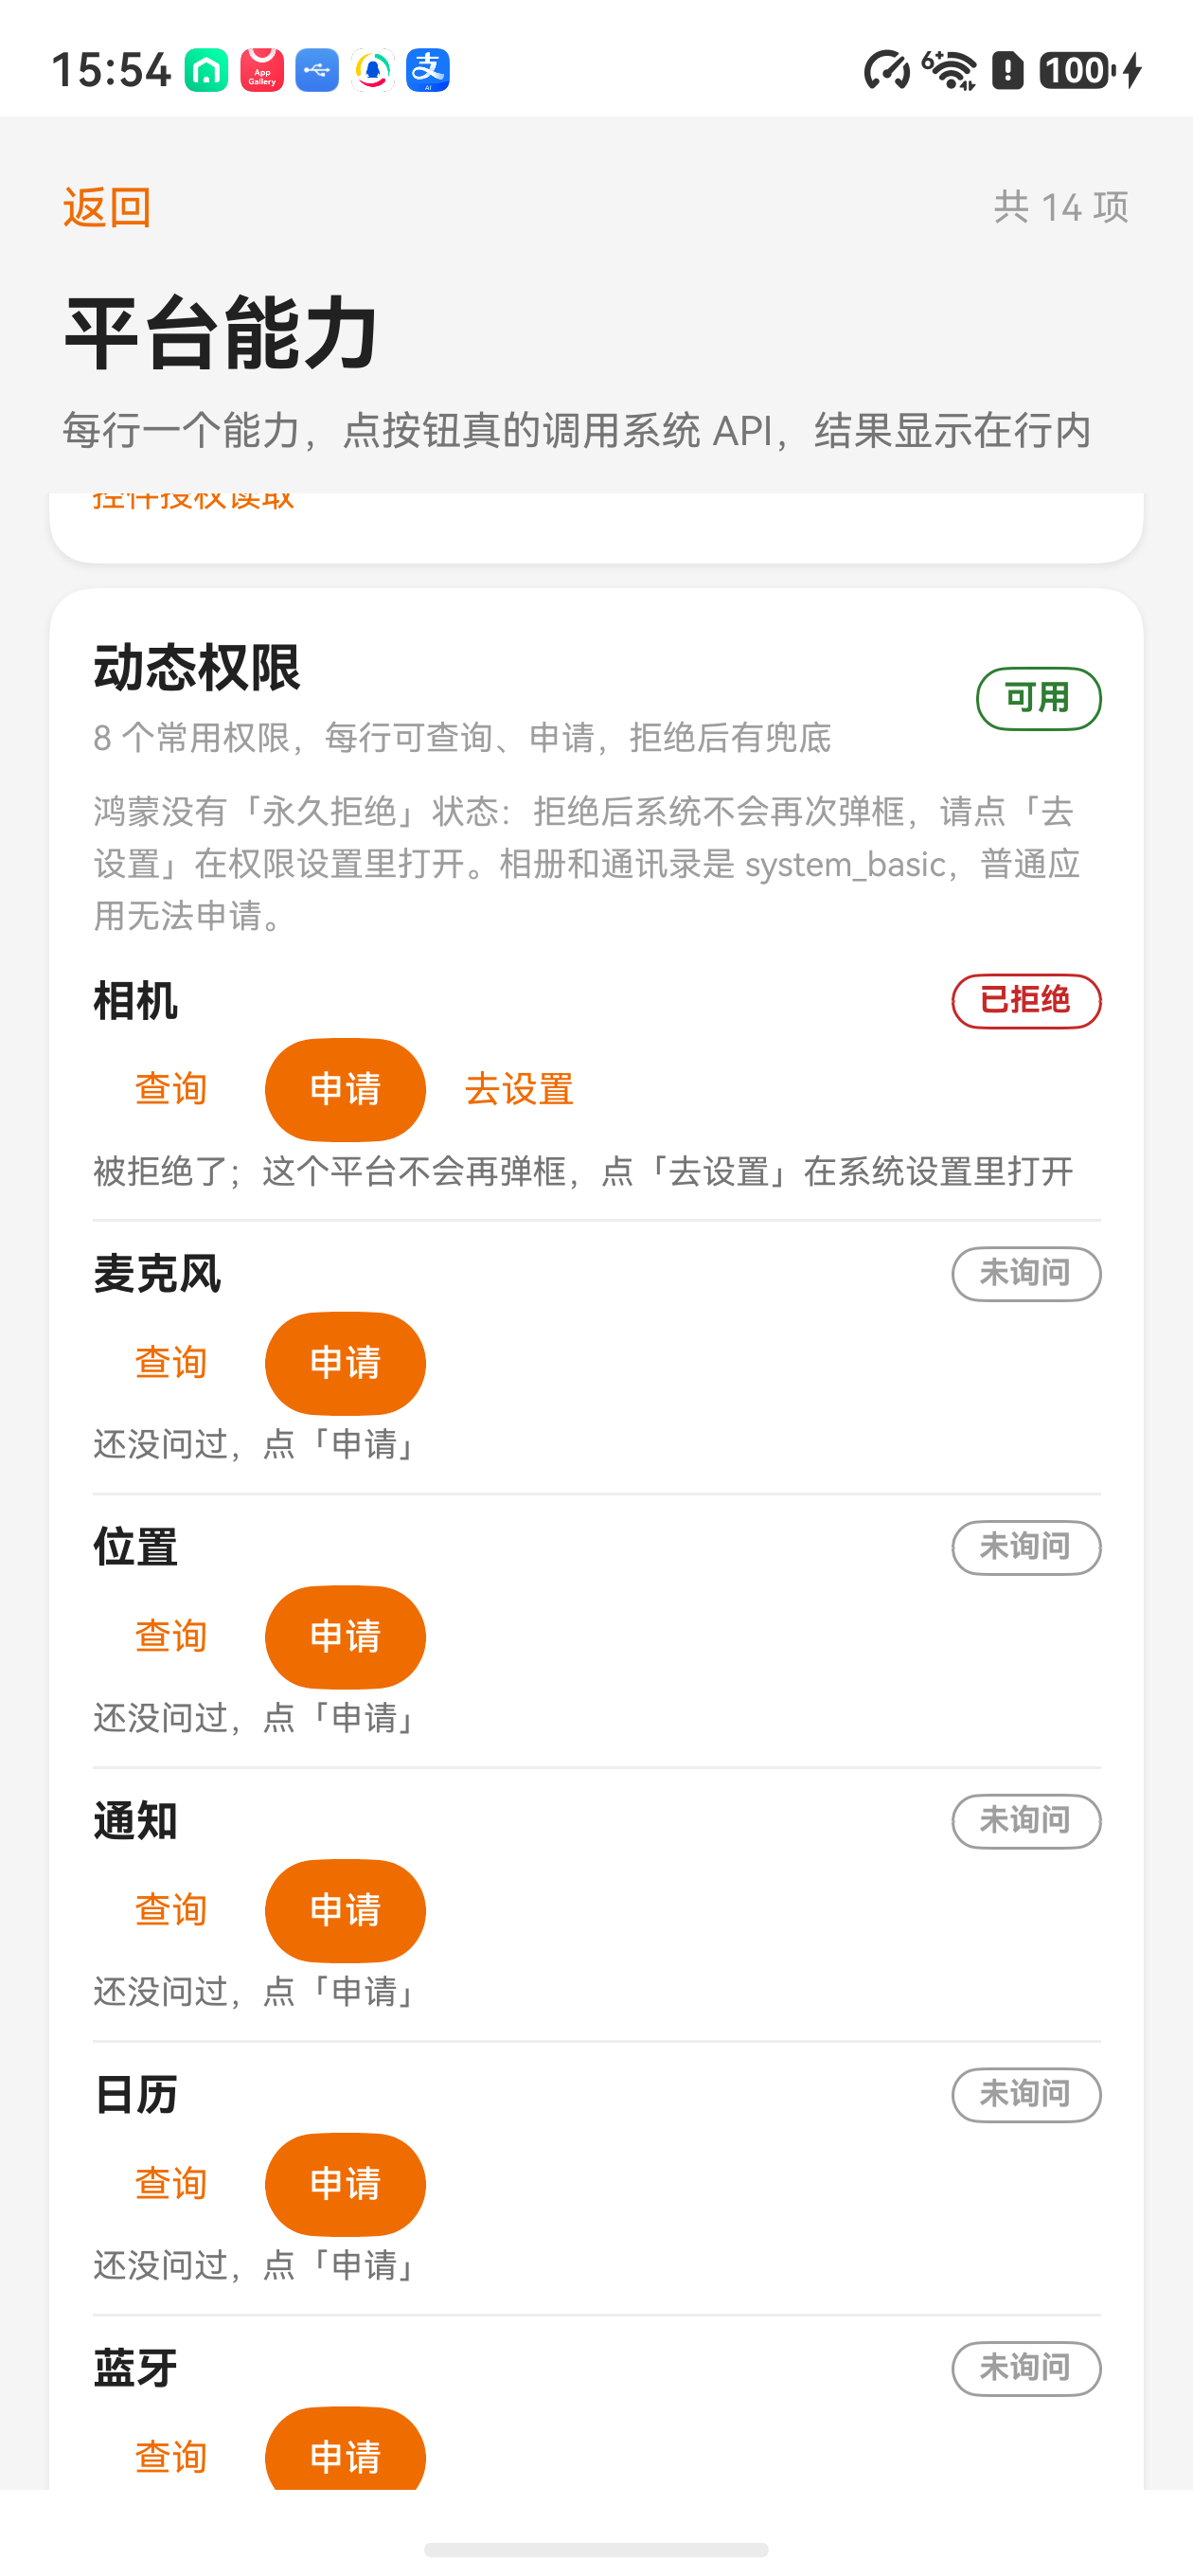 15:54
App
Gallery
支
AI
6+
100
返回
共 14 项
平台能力
每行一个能力，点按钮真的调用系统 API，结果显示在行内
控件授权读取
动态权限
可用
8 个常用权限，每行可查询、申请，拒绝后有兜底
鸿蒙没有「永久拒绝」状态：拒绝后系统不会再次弹框，请点「去
设置」在权限设置里打开。相册和通讯录是 system_basic，普通应
用无法申请。
相机
已拒绝
查询
申请
去设置
被拒绝了；这个平台不会再弹框，点「去设置」在系统设置里打开
麦克风
未询问
查询
申请
还没问过，点「申请」
位置
未询问
查询
申请
还没问过，点「申请」
通知
未询问
查询
申请
还没问过，点「申请」
日历
未询问
查询
申请
还没问过，点「申请」
蓝牙
未询问
查询
申请